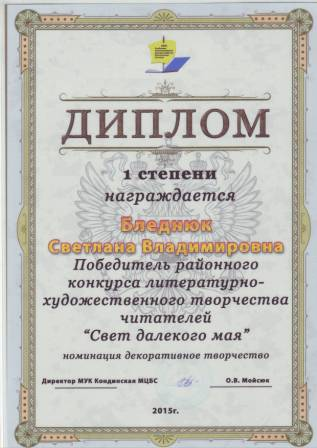 ДИПЛОМ
1 степени
награждается
Бледнюк
Светлана Владимировна
Победитель районного
конкурса литературно-
художественного творчества
читателей
“Свет далекого мая”
номинация декоративное творчество
Директор МУК Кондинская МЦБС О.В. Мойсюк
2015г.